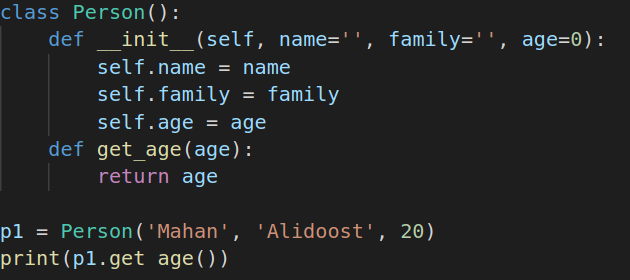 class Person():
    def __init__(self, name='', family='', age=0):
        self.name = name
        self.family = family
        self.age = age
    def get_age(age):
        return age

p1 = Person('Mahan', 'Alidoost', 20)
print(p1.get_age())